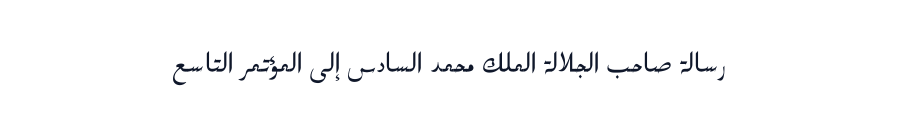 رسالة صاحب الجلالة الملك محمد السادس إلى المؤتمر التاسع